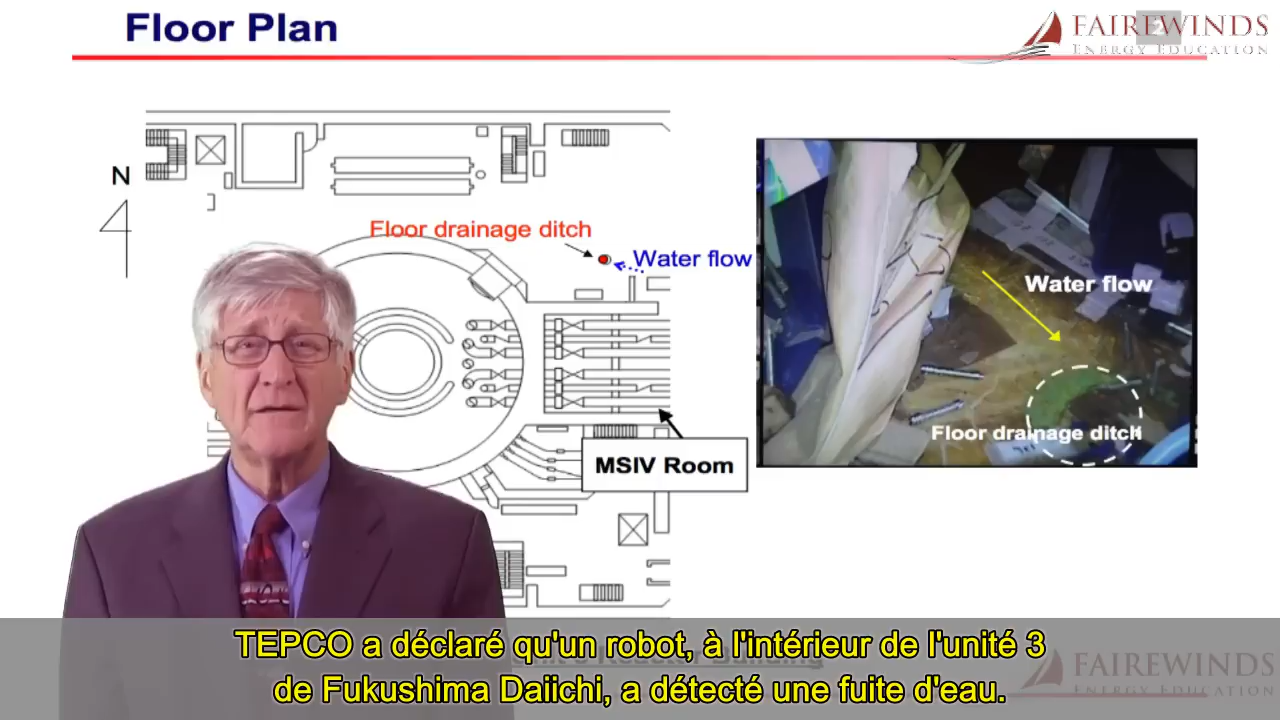 Floor Plan
2
FAIREWINDS
ENERGY EDUCATION
N
Floor drainage ditch
Water flow
MSIV Room
Water flow
Floor drainage ditch
TEPCO a déclaré qu'un robot, à l'intérieur de l'unité 3
de Fukushima Daiichi, a détecté une fuite d'eau.
FAIREWINDS
ENERGY EDUCATION